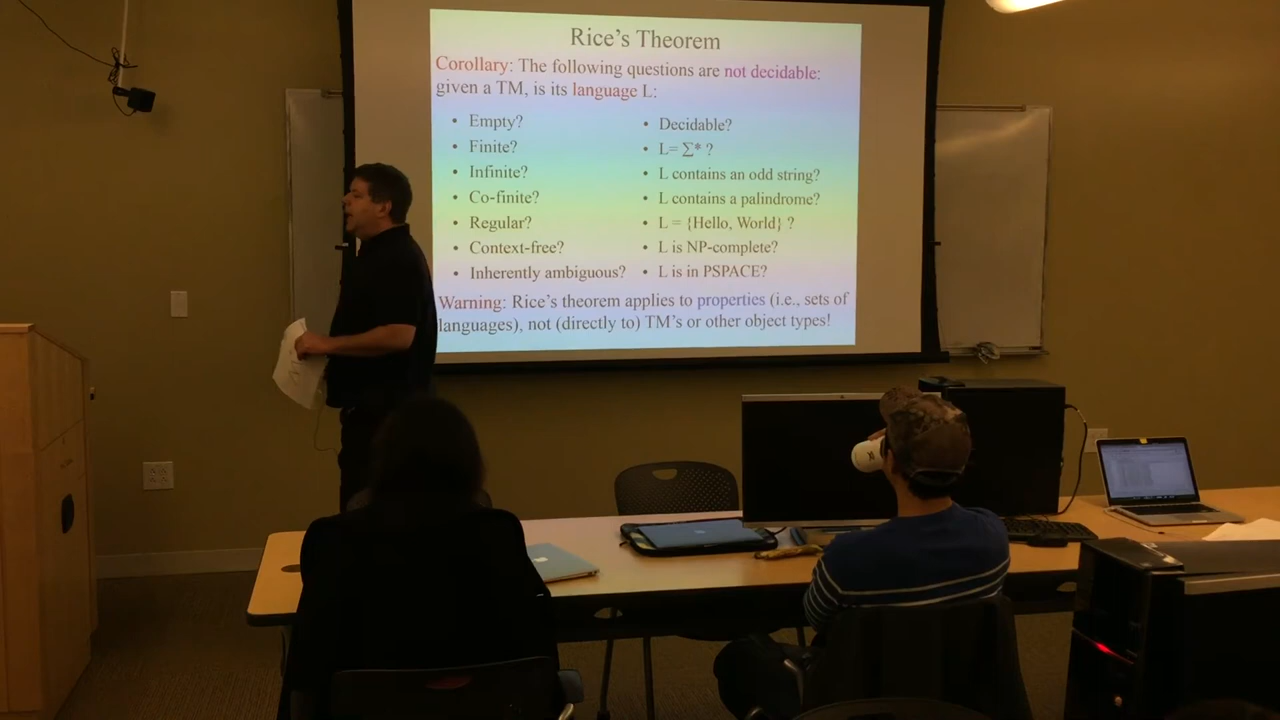 Rice's Theorem
Corollary: The following questions are not decidable:
given a TM, is its language L:
• Empty?
• Finite?
• Infinite?
• Co-finite?
• Regular?
• Context-free?
• Inherently ambiguous?
• Decidable?
• L= Σ* ?
• L contains an odd string?
• L contains a palindrome?
• L = {Hello, World} ?
• L is NP-complete?
• L is in PSPACE?
Warning: Rice's theorem applies to properties (i.e., sets of
languages), not (directly to) TM's or other object types!